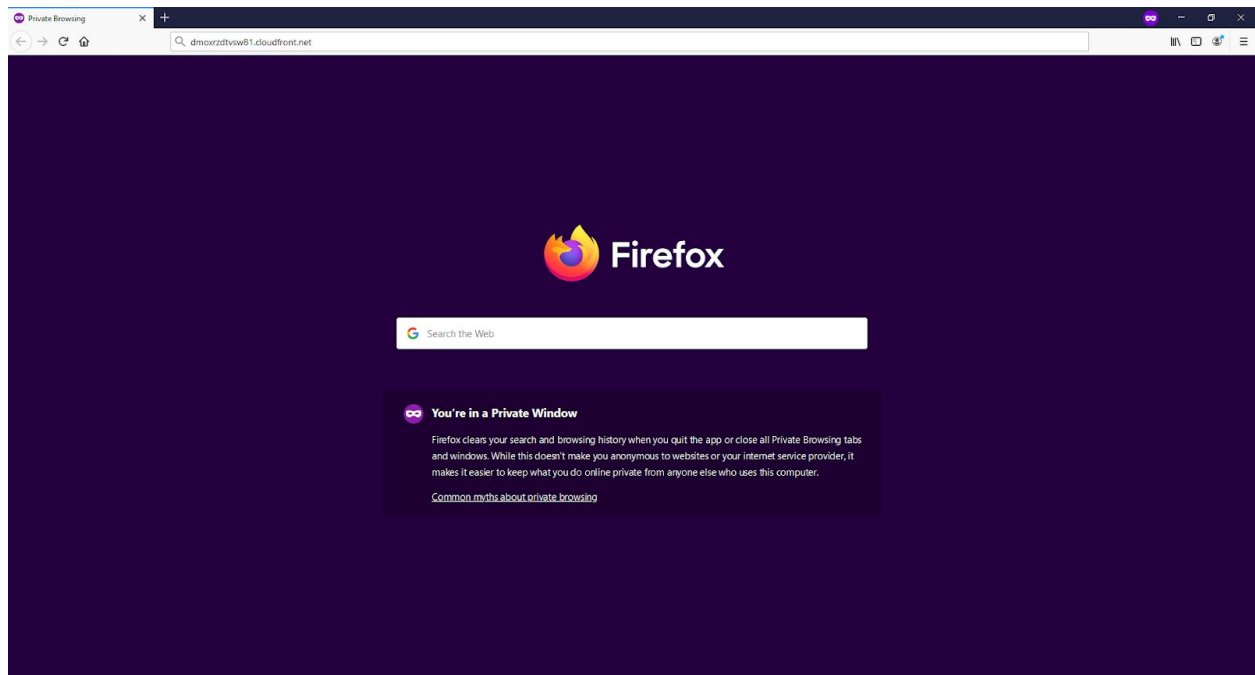 Private Browsing
dmoxrzdtvsw81.cloudfront.net
Firefox
Search the Web
You're in a Private Window
Firefox clears your search and browsing history when you quit the app or close all Private Browsing tabs
and windows. While this doesn't make you anonymous to websites or your internet service provider, it
makes it easier to keep what you do online private from anyone else who uses this computer.
Common myths about private browsing